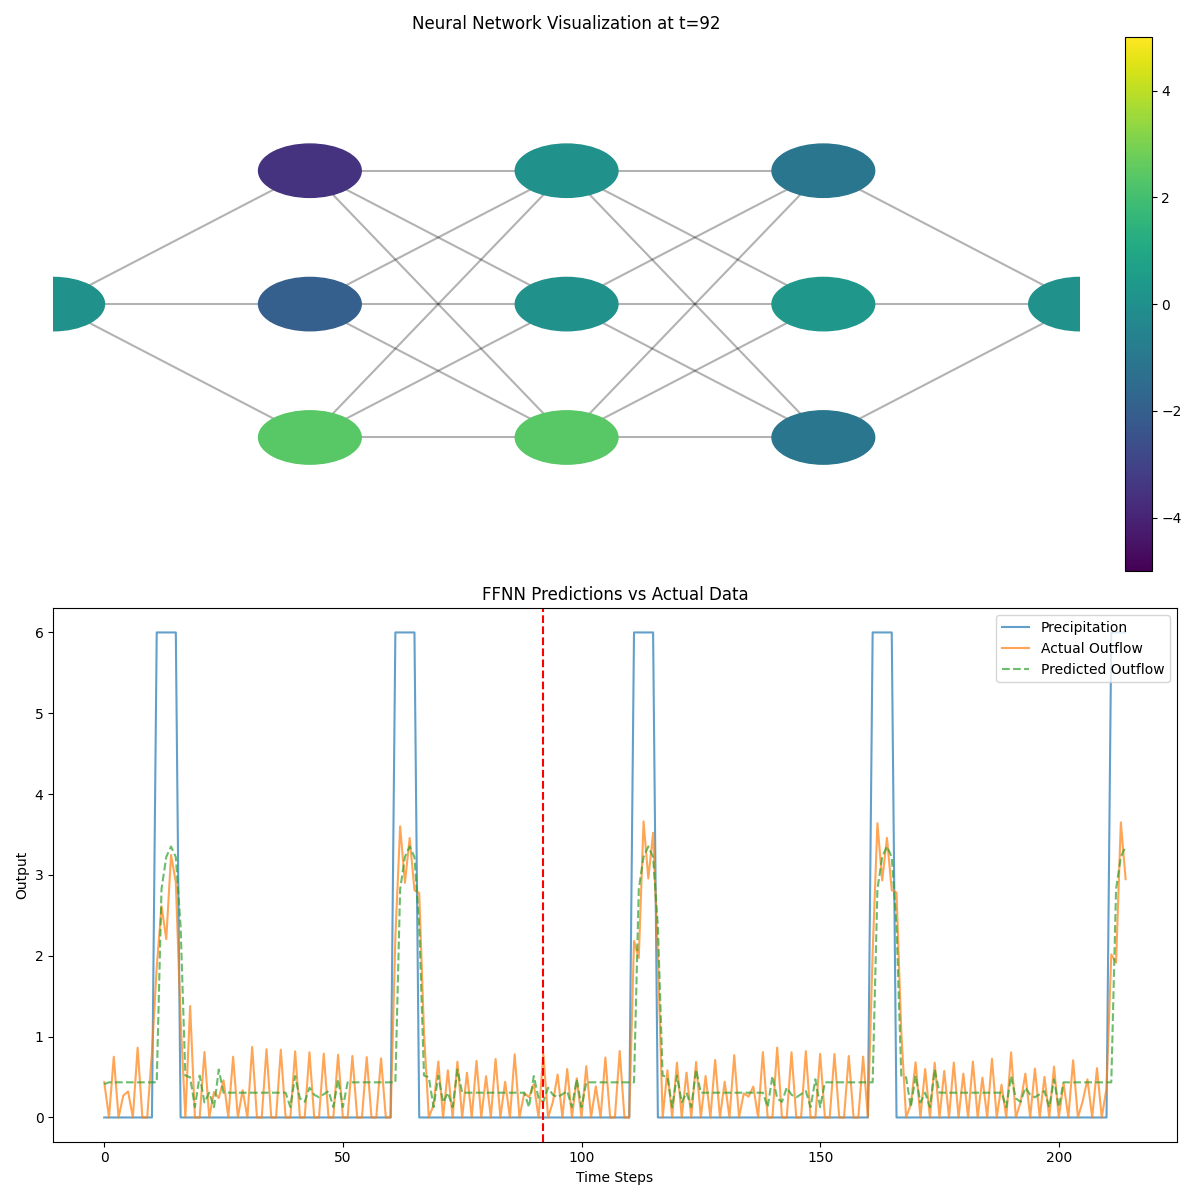 Neural Network Visualization at t=92
4
2
0
−2
−4
FFNN Predictions vs Actual Data
Precipitation
Actual Outflow
Predicted Outflow
6
5
4
3
2
1
0
Output
0 50 100 150 200
Time Steps